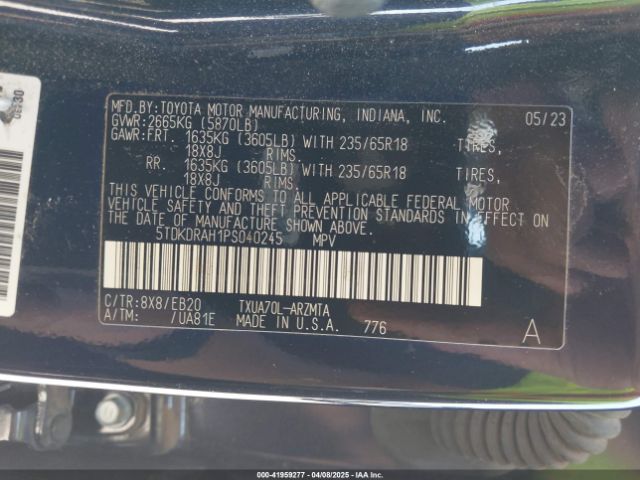 MFD.BY:TOYOTA MOTOR MANUFACTURING, INDIANA, INC. 05/23
GVWR:2665KG (5870LB)
GAWR:FRT. 1635KG (3605LB) WITH 235/65R18 TIRES,
18X8J RIMS.
RR. 1635KG (3605LB) WITH 235/65R18 TIRES,
18X8J RIMS.
THIS VEHICLE CONFORMS TO ALL APPLICABLE FEDERAL MOTOR
VEHICLE SAFETY AND THEFT PREVENTION STANDARDS IN EFFECT ON
THE DATE OF MANUFACTURE SHOWN ABOVE.
5TDKDRAH1PS040245 MPV
C/TR:8X8/EB20 TXUA70L-ARZMTA
A/TM: /UA81E MADE IN U.S.A. 776 A
000-41959277 - 04/08/2025 - IAAI.com